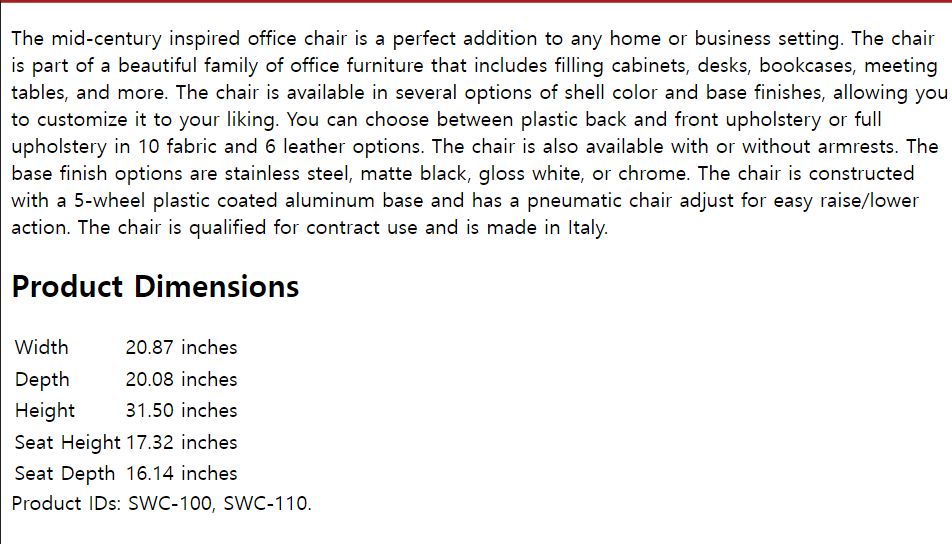 The mid-century inspired office chair is a perfect addition to any home or business setting. The chair
is part of a beautiful family of office furniture that includes filling cabinets, desks, bookcases, meeting
tables, and more. The chair is available in several options of shell color and base finishes, allowing you
to customize it to your liking. You can choose between plastic back and front upholstery or full
upholstery in 10 fabric and 6 leather options. The chair is also available with or without armrests. The
base finish options are stainless steel, matte black, gloss white, or chrome. The chair is constructed
with a 5-wheel plastic coated aluminum base and has a pneumatic chair adjust for easy raise/lower
action. The chair is qualified for contract use and is made in Italy.
Product Dimensions
Width 20.87 inches
Depth 20.08 inches
Height 31.50 inches
Seat Height 17.32 inches
Seat Depth 16.14 inches
Product IDs: SWC-100, SWC-110.